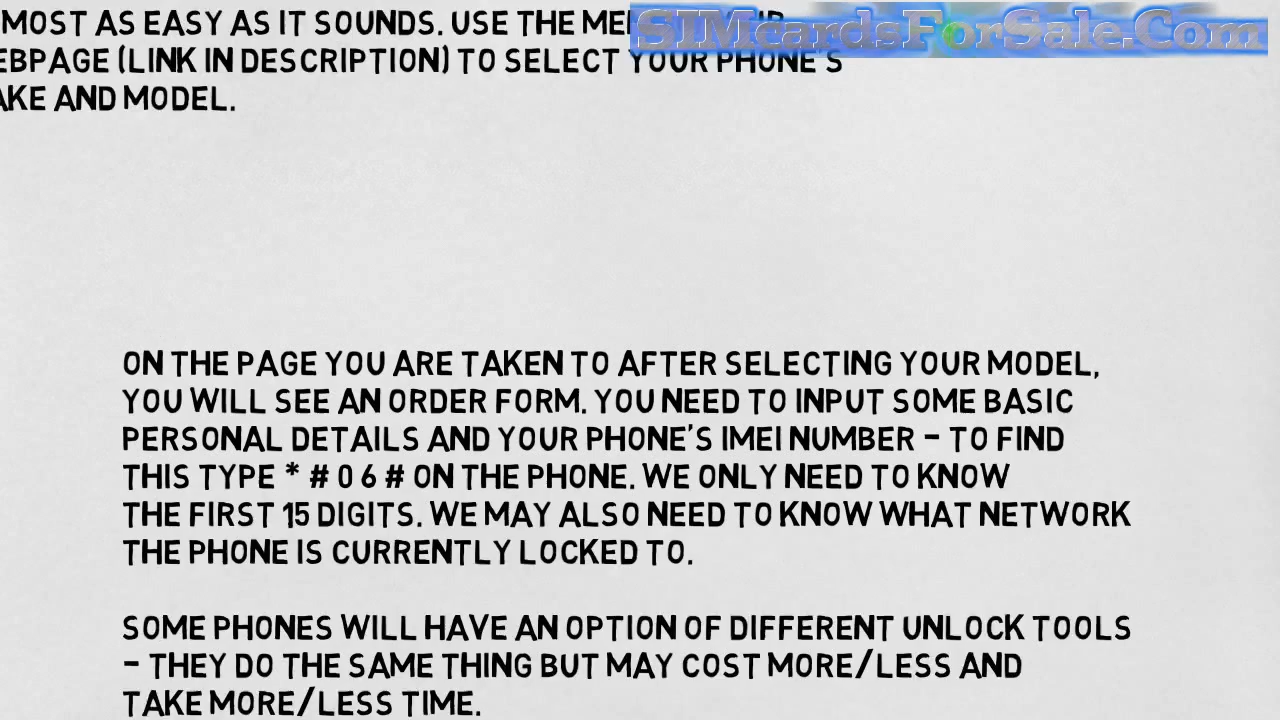 MOST AS EASY AS IT SOUNDS. USE THE
SIMcardsForSale.Com
(LINK IN DESCRIPTION) TO SELECT YOUR PHONE'S
AND MODEL.
ON THE PAGE YOU ARE TAKEN TO AFTER SELECTING YOUR MODEL,
YOU WILL SEE AN ORDER FORM. YOU NEED TO INPUT SOME BASIC
PERSONAL DETAILS AND YOUR PHONE'S IMEI NUMBER - TO FIND
THIS TYPE * # 0 6 # ON THE PHONE. WE ONLY NEED TO KNOW
THE FIRST 15 DIGITS. WE MAY ALSO NEED TO KNOW WHAT NETWORK
THE PHONE IS CURRENTLY LOCKED TO.
SOME PHONES WILL HAVE AN OPTION OF DIFFERENT UNLOCK TOOLS
- THEY DO THE SAME THING BUT MAY COST MORE/LESS AND
TAKE MORE/LESS TIME.